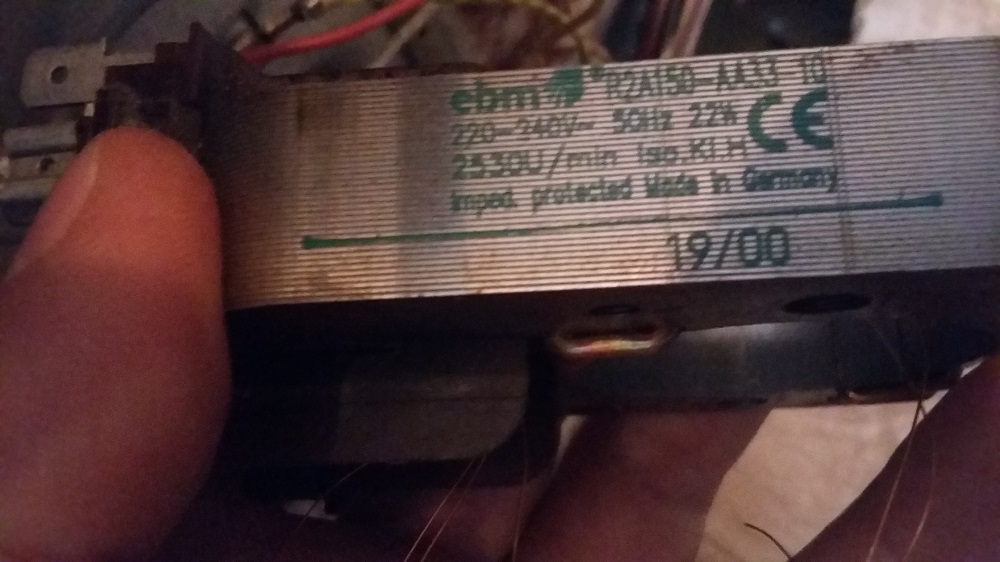 ebm R2A150-AA33-10
220-240V~ 50Hz 22W CE
2530U/min Iso.Kl.H
Imped. protected Made in Germany
19/00